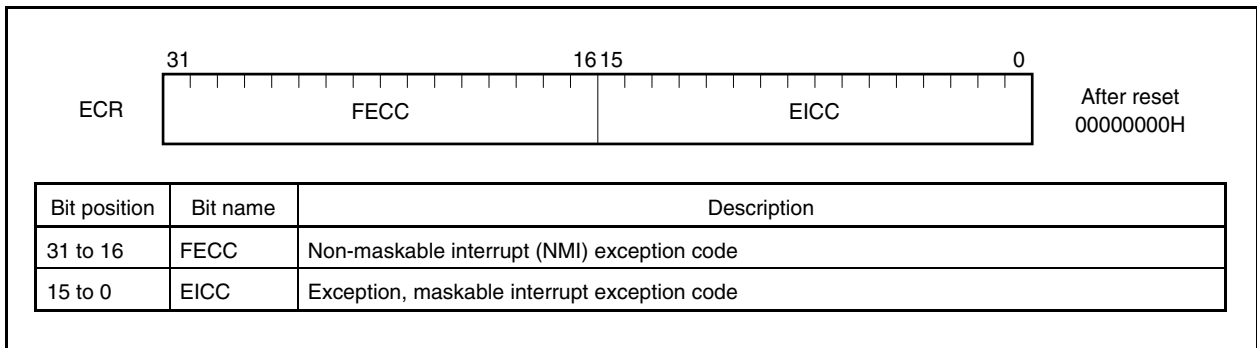 31 16 15 0
ECR FECC EICC After reset
00000000H
Bit position Bit name Description
31 to 16 FECC Non-maskable interrupt (NMI) exception code
15 to 0 EICC Exception, maskable interrupt exception code